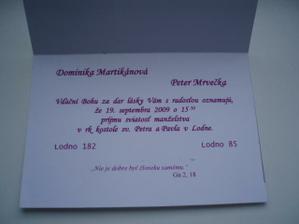 Dominika Martikánová
Peter Mrvečka
Vďační Bohu za dar lásky Vám s radosťou oznamujú,
že 19. septembra 2009 o 15
prijmu sviatosť manželstva
v rk kostole sv. Petra a Pavla v Lodne.
Lodno 182
Lodno 85
„Nie je dobre byť človeku samému."
Gn 2, 18